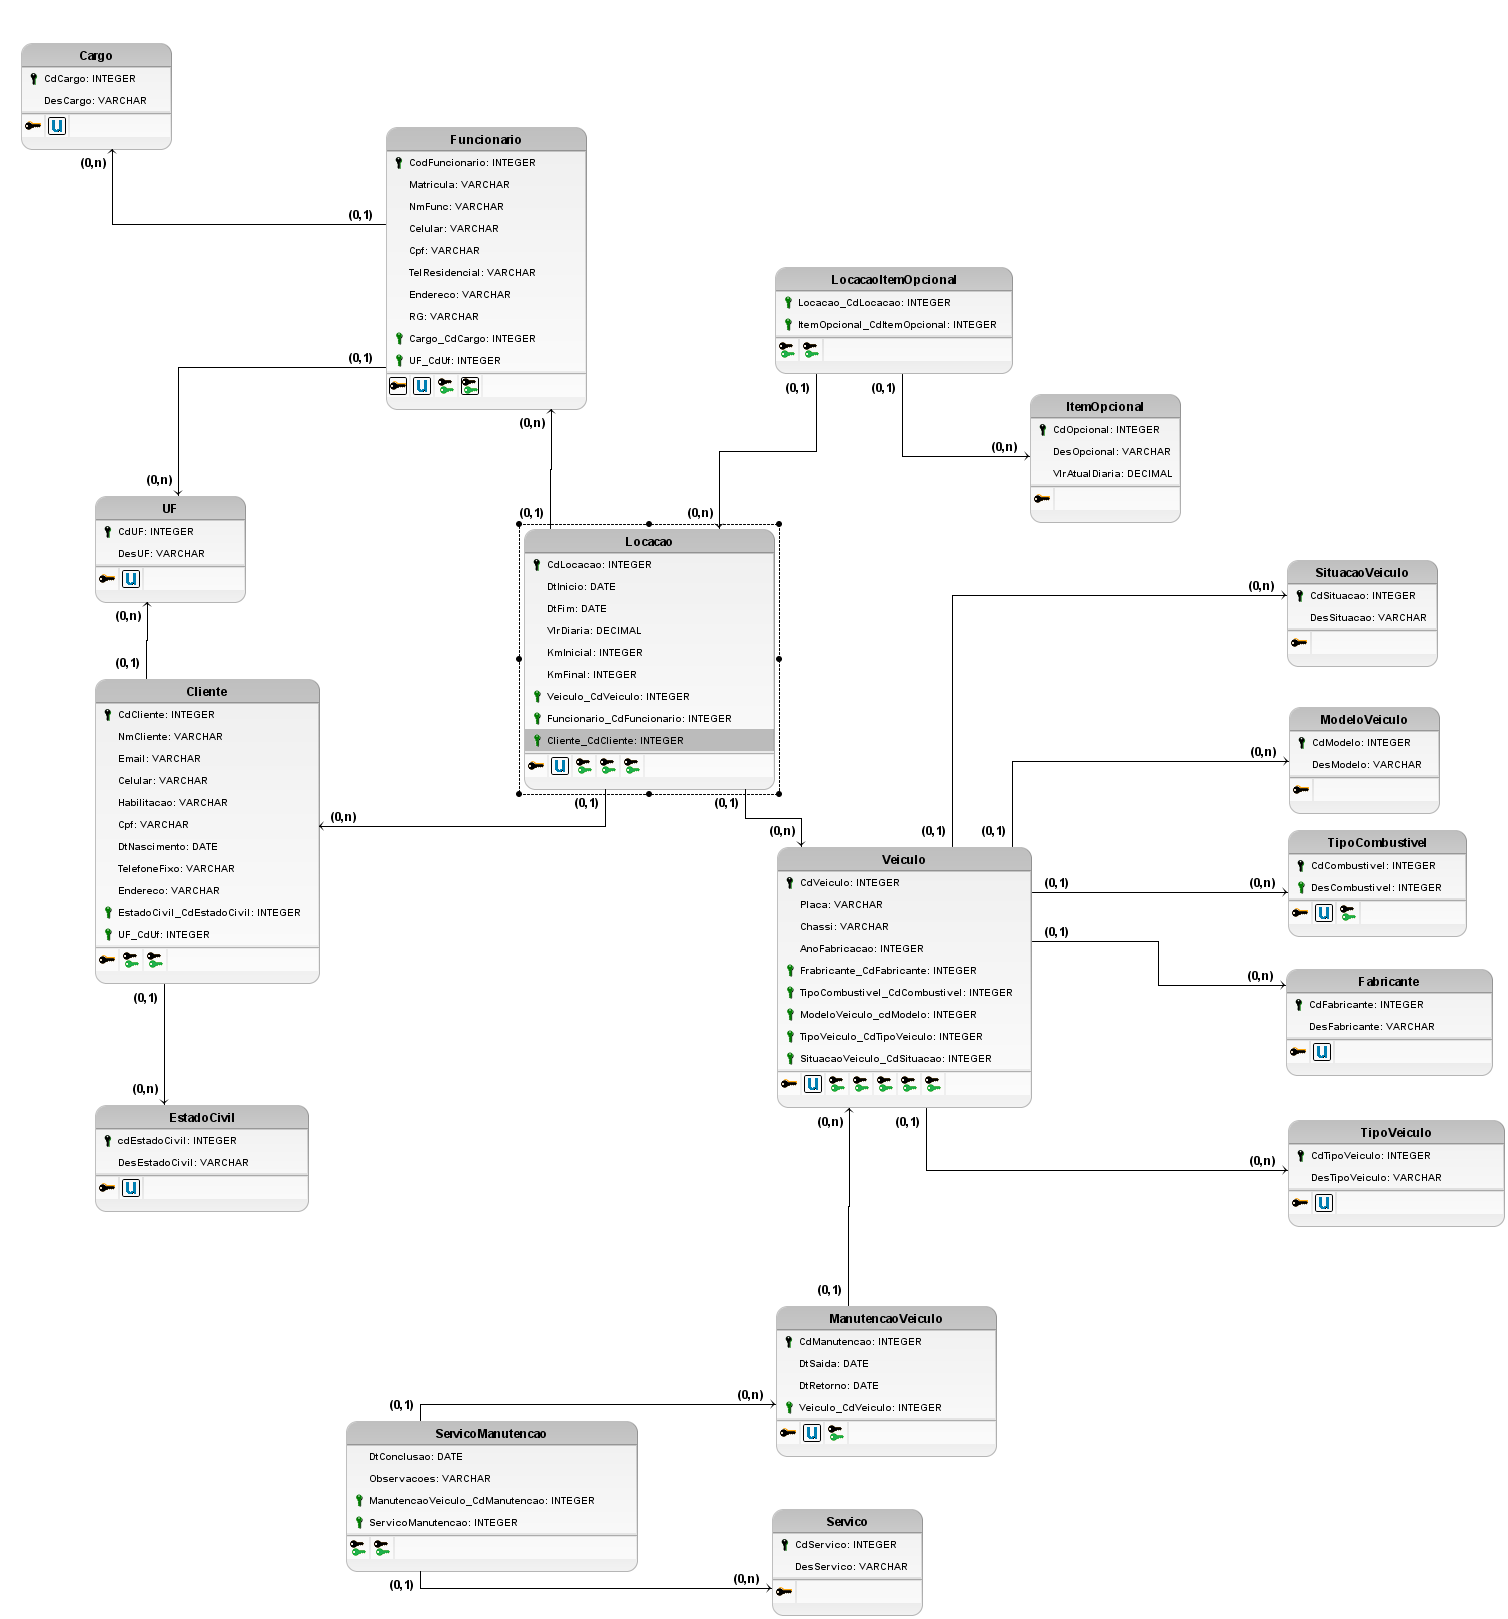 Cargo
CdCargo: INTEGER
DesCargo: VARCHAR
U
(0,n)
(0,1)
Funcionario
CodFuncionario: INTEGER
Matricula: VARCHAR
NmFunc: VARCHAR
Celular: VARCHAR
Cpf: VARCHAR
TelResidencial: VARCHAR
Endereco: VARCHAR
RG: VARCHAR
Cargo_CdCargo: INTEGER
UF_CdUf: INTEGER
U
(0,1)
(0,n)
(0,n)
(0,1)
LocacaoItemOpcional
Locacao_CdLocacao: INTEGER
ItemOpcional_CdItemOpcional: INTEGER
(0,1)
(0,1)
(0,n)
(0,n)
ItemOpcional
CdOpcional: INTEGER
DesOpcional: VARCHAR
VlrAtualDiaria: DECIMAL
UF
CdUF: INTEGER
DesUF: VARCHAR
U
(0,n)
(0,1)
Locacao
CdLocacao: INTEGER
DtInicio: DATE
DtFim: DATE
VlrDiaria: DECIMAL
KmInicial: INTEGER
KmFinal: INTEGER
Veiculo_CdVeiculo: INTEGER
Funcionario_CdFuncionario: INTEGER
Cliente_CdCliente: INTEGER
U
(0,1)
(0,1)
(0,n)
(0,n)
Cliente
CdCliente: INTEGER
NmCliente: VARCHAR
Email: VARCHAR
Celular: VARCHAR
Habilitacao: VARCHAR
Cpf: VARCHAR
DtNascimento: DATE
TelefoneFixo: VARCHAR
Endereco: VARCHAR
EstadoCivil_CdEstadoCivil: INTEGER
UF_CdUf: INTEGER
(0,1)
(0,n)
EstadoCivil
cdEstadoCivil: INTEGER
DesEstadoCivil: VARCHAR
U
(0,n)
SituacaoVeiculo
CdSituacao: INTEGER
DesSituacao: VARCHAR
(0,n)
ModeloVeiculo
CdModelo: INTEGER
DesModelo: VARCHAR
(0,1)
(0,1)
Veiculo
CdVeiculo: INTEGER
Placa: VARCHAR
Chassi: VARCHAR
AnoFabricacao: INTEGER
Frabricante_CdFabricante: INTEGER
TipoCombustivel_CdCombustivel: INTEGER
ModeloVeiculo_cdModelo: INTEGER
TipoVeiculo_CdTipoVeiculo: INTEGER
SituacaoVeiculo_CdSituacao: INTEGER
U
(0,1)
(0,n)
TipoCombustivel
CdCombustivel: INTEGER
DesCombustivel: INTEGER
U
(0,1)
(0,n)
Fabricante
CdFabricante: INTEGER
DesFabricante: VARCHAR
U
(0,n)
(0,1)
(0,n)
TipoVeiculo
CdTipoVeiculo: INTEGER
DesTipoVeiculo: VARCHAR
U
(0,1)
ManutencaoVeiculo
CdManutencao: INTEGER
DtSaida: DATE
DtRetorno: DATE
Veiculo_CdVeiculo: INTEGER
U
(0,1)
(0,n)
ServicoManutencao
DtConclusao: DATE
Observacoes: VARCHAR
ManutencaoVeiculo_CdManutencao: INTEGER
ServicoManutencao: INTEGER
(0,1)
(0,n)
Servico
CdServico: INTEGER
DesServico: VARCHAR